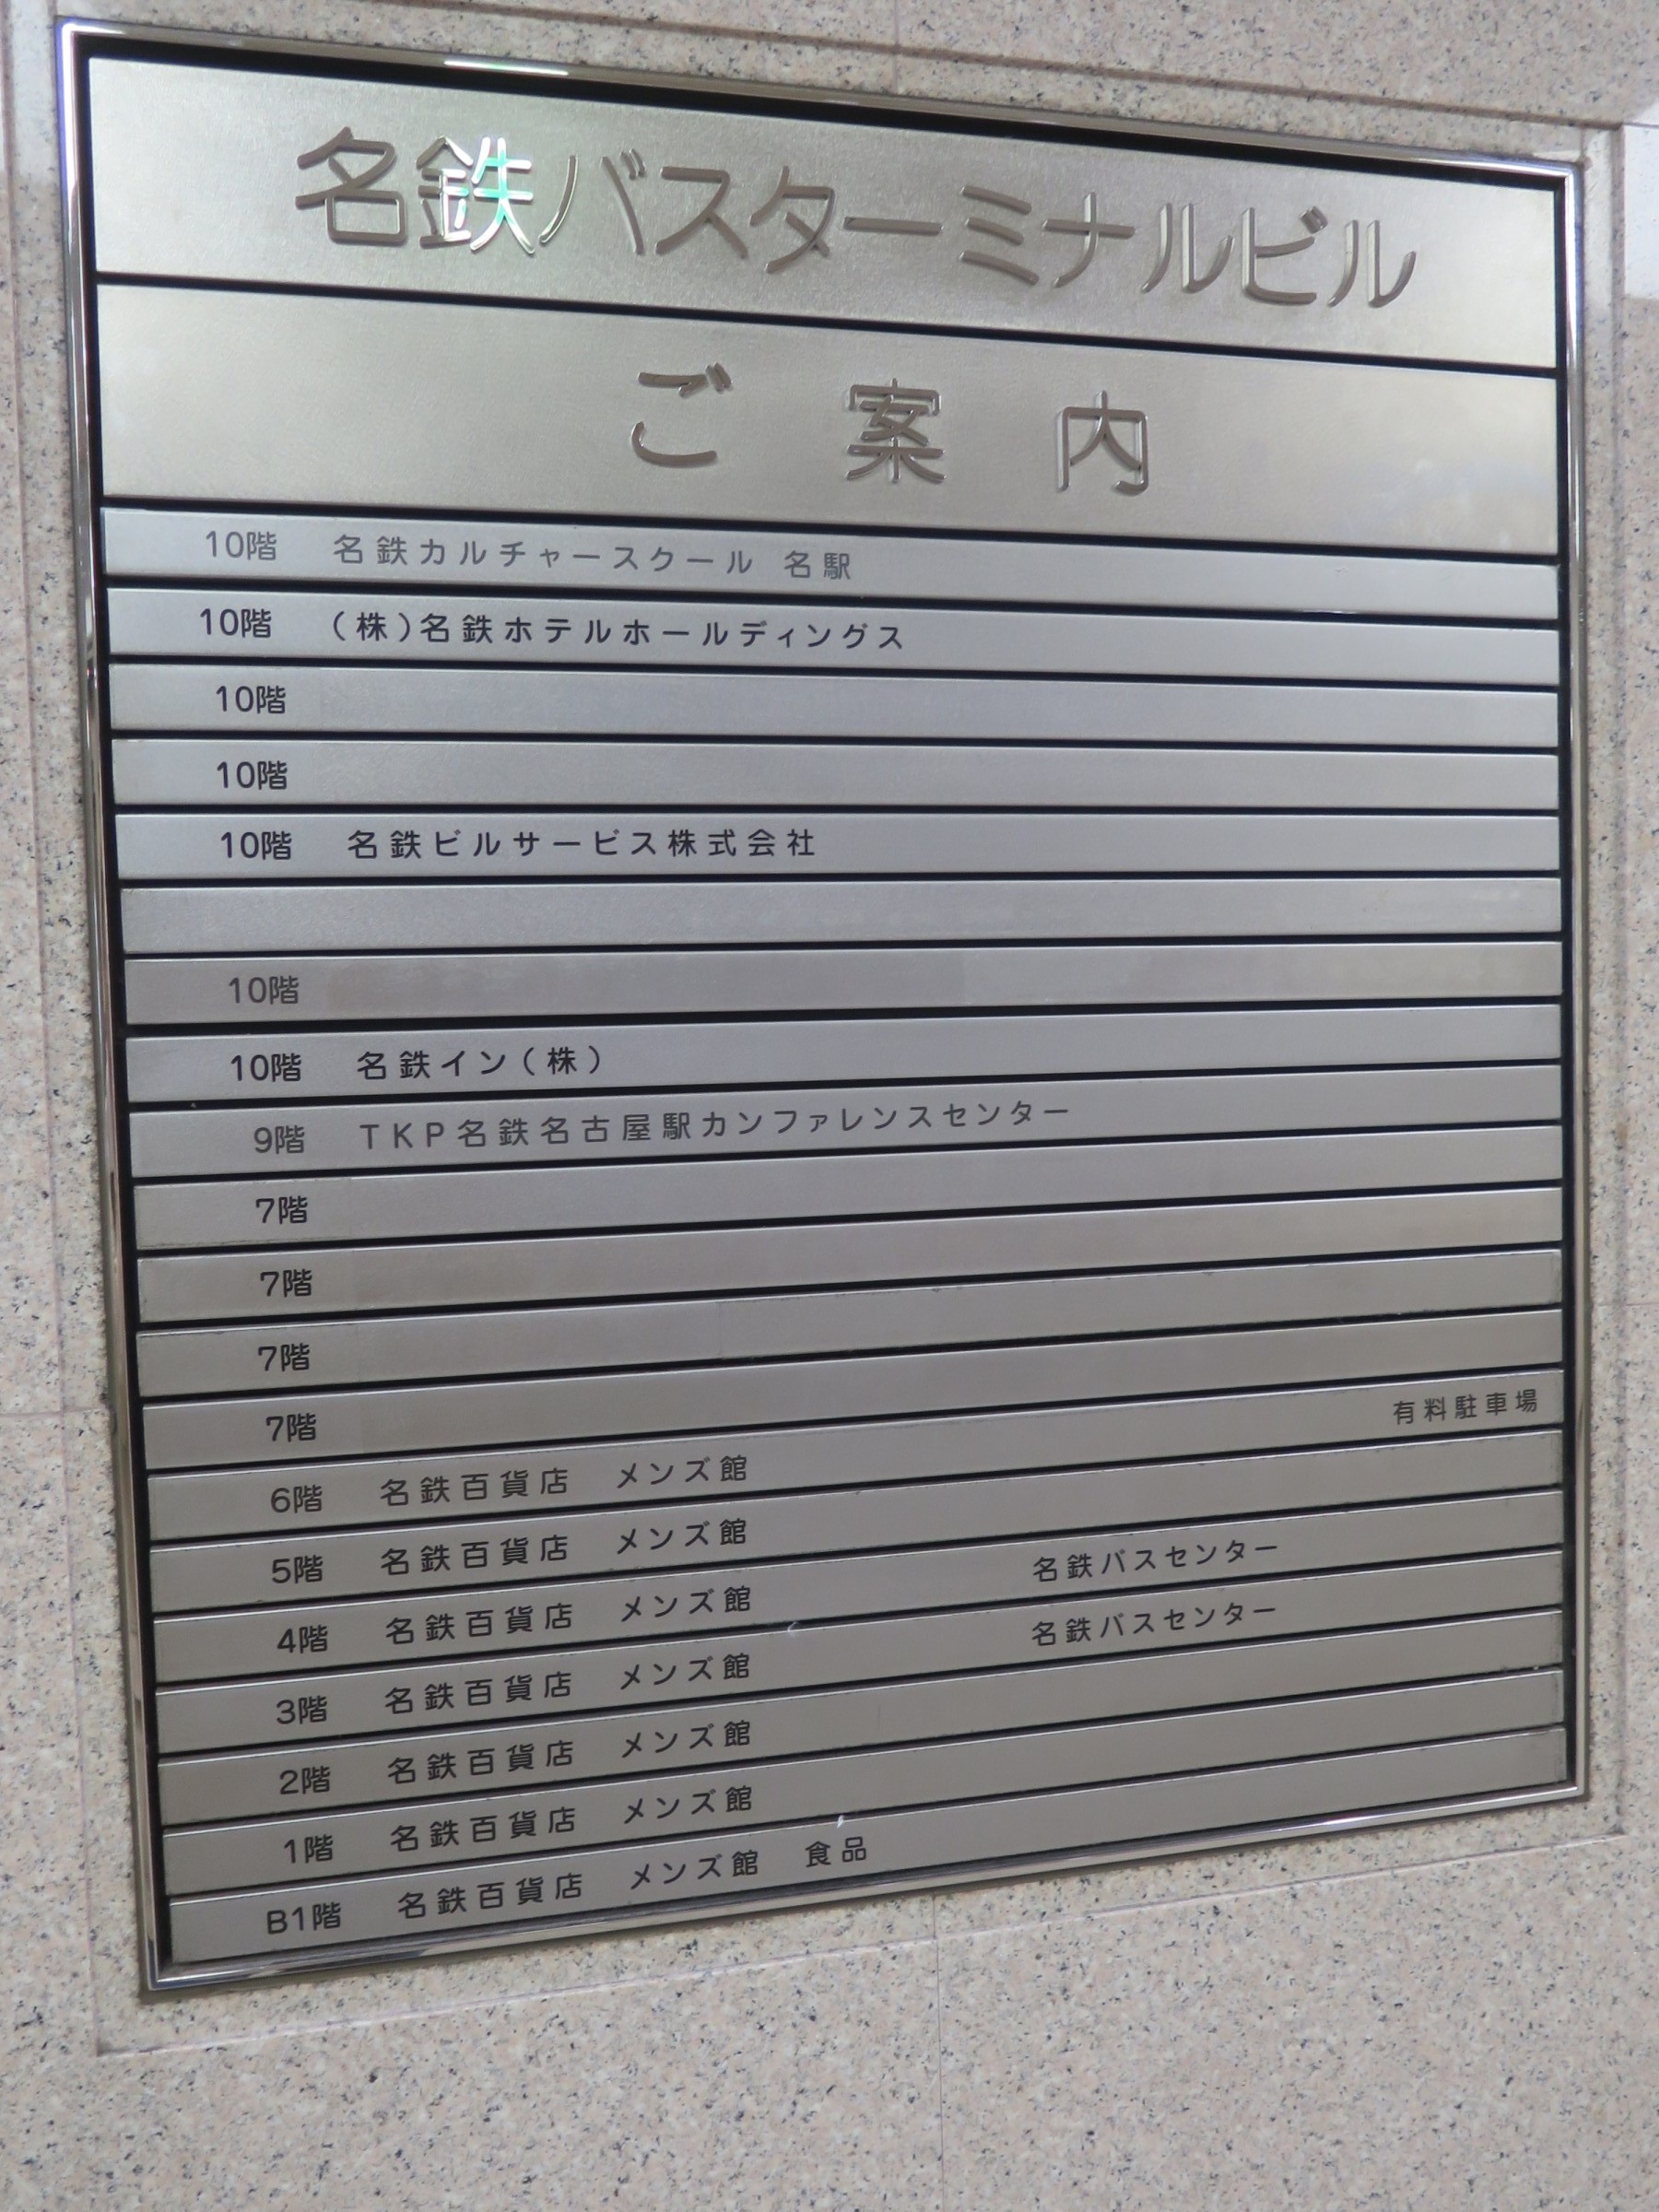 名鉄バスターミナルビル
ご案内
10階 名鉄カルチャースクール 名駅
10階 (株)名鉄ホテルホールディングス
10階
10階
10階 名鉄ビルサービス株式会社
10階
10階 名鉄イン(株)
9階 TKP名鉄名古屋駅カンファレンスセンター
7階
7階
7階
7階
6階 名鉄百貨店 メンズ館 有料駐車場
5階 名鉄百貨店 メンズ館
4階 名鉄百貨店 メンズ館 名鉄バスセンター
3階 名鉄百貨店 メンズ館 名鉄バスセンター
2階 名鉄百貨店 メンズ館
1階 名鉄百貨店 メンズ館
B1階 名鉄百貨店 メンズ館 食品